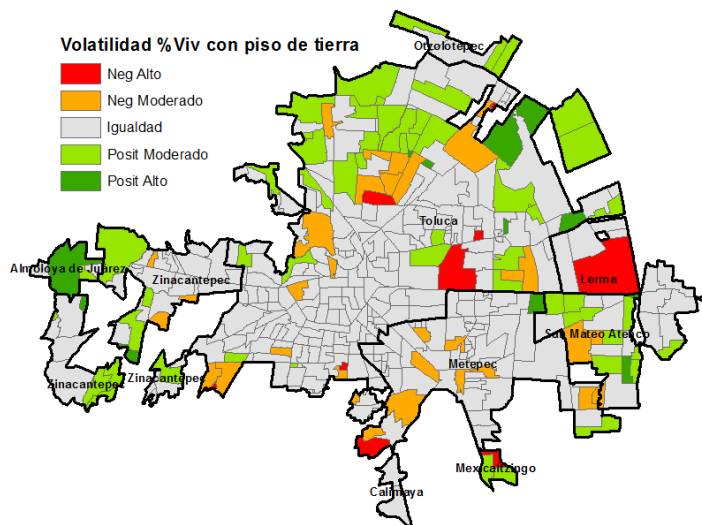 Volatilidad %Viv con piso de tierra
Neg Alto
Neg Moderado
Igualdad
Posit Moderado
Posit Alto
Otzolotepec
Toluca
Almoloya de Juárez
Zinacantepec
Lerma
San Mateo Atenco
Metepec
Zinacantepec
Zinacantepec
Mexicaltzingo
Calimaya